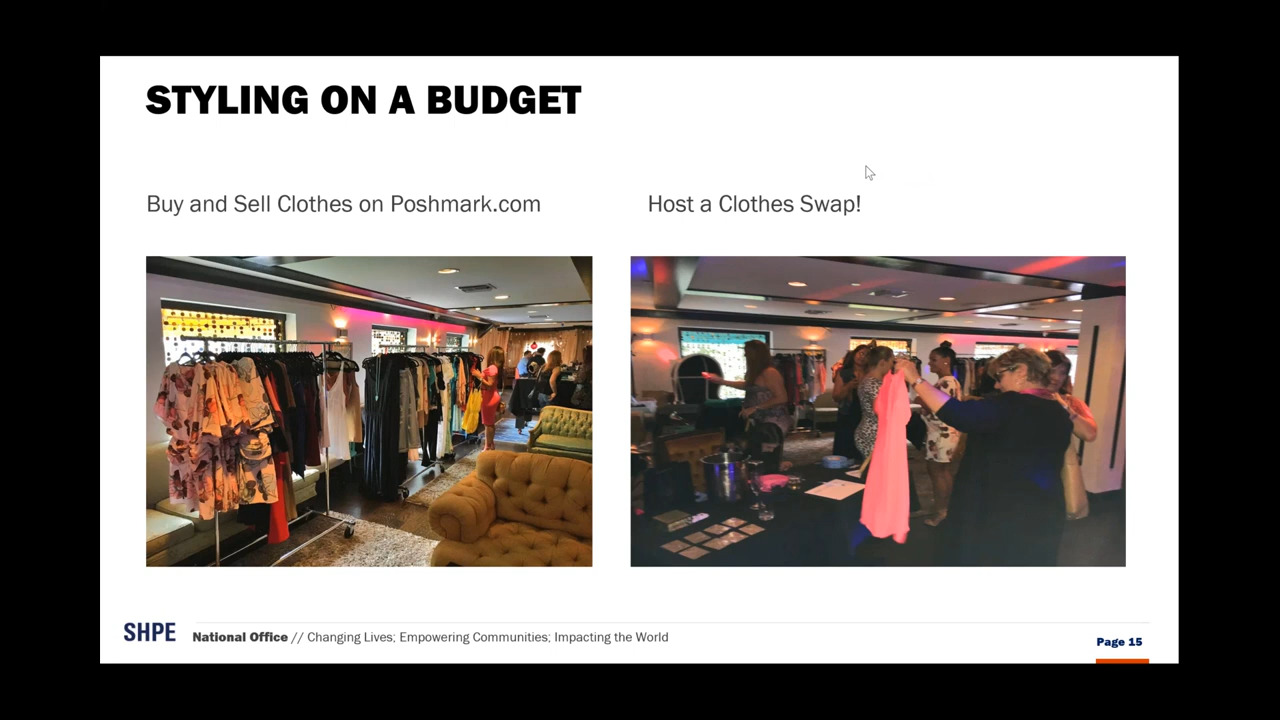 STYLING ON A BUDGET
Buy and Sell Clothes on Poshmark.com
Host a Clothes Swap!
SHPE
National Office // Changing Lives; Empowering Communities; Impacting the World
Page 15